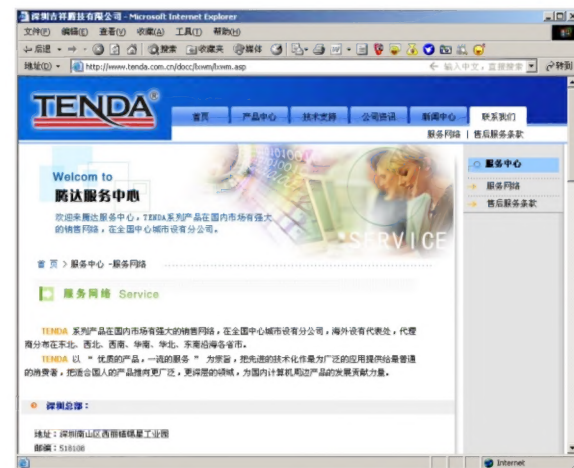 深圳吉祥腾技有限公司 - Microsoft Internet Explorer
文件(F) 编辑(E) 查看(V) 收藏(A) 工具(T) 帮助(H)
后退 搜索 收藏夹 媒体
地址(D) http://www.tenda.com.cn/docc/lxwm/lxwm.asp 输入中文，直接搜索 转到
TENDA®
首页 产品中心 技术支持 公司资讯 新闻中心 联系我们
服务网络 | 售后服务条款
Welcom to
腾达服务中心
欢迎来腾达服务中心，TENDA系列产品在国内市场有强大
的销售网络，在全国中心城市设有分公司。
SERVICE
服务中心
服务网络
售后服务条款
首 页 > 服务中心 -服务网络
服务网络 Service
TENDA 系列产品在国内市场有强大的销售网络，在全国中心城市设有分公司，海外设有代表处，代理
商分布在东北、西北、西南、华南、华北、东南沿海各省市。
TENDA 以 “ 优质的产品，一流的服务 ” 为宗旨，把先进的技术化作最为广泛的应用提供给最普通
的消费者，把适合国人的产品推向更广泛，更深层的领域，为国内计算机周边产品的发展贡献力量。
深圳总部：
地址：深圳南山区西丽 工业园
邮编：518108
Internet